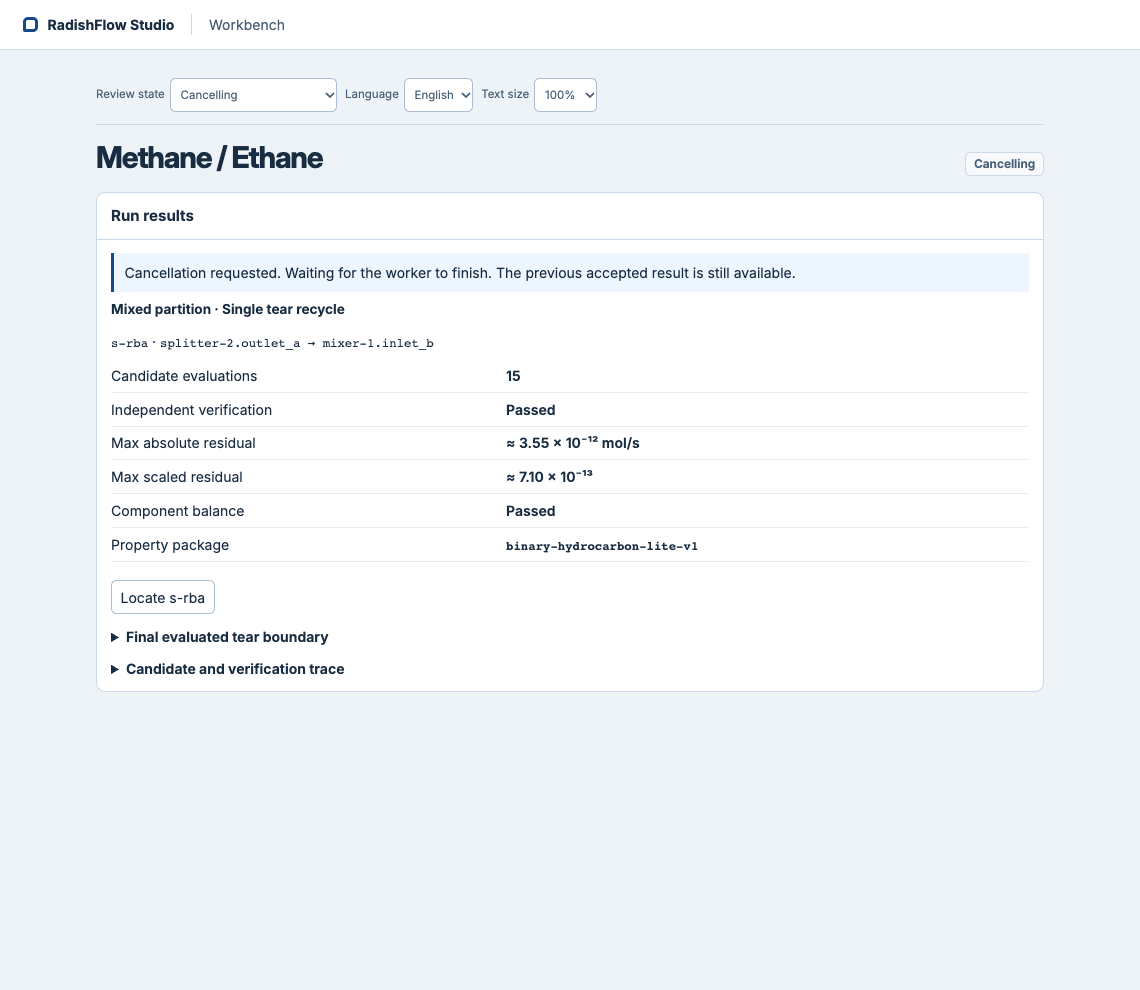 RadishFlow Studio Workbench
Review state Cancelling Language English Text size 100%
Methane / Ethane
Cancelling
Run results
Cancellation requested. Waiting for the worker to finish. The previous accepted result is still available.
Mixed partition · Single tear recycle
s-rba · splitter-2.outlet_a → mixer-1.inlet_b
Candidate evaluations 15
Independent verification Passed
Max absolute residual ≈ 3.55 × 10⁻¹² mol/s
Max scaled residual ≈ 7.10 × 10⁻¹³
Component balance Passed
Property package binary-hydrocarbon-lite-v1
Locate s-rba
Final evaluated tear boundary
Candidate and verification trace